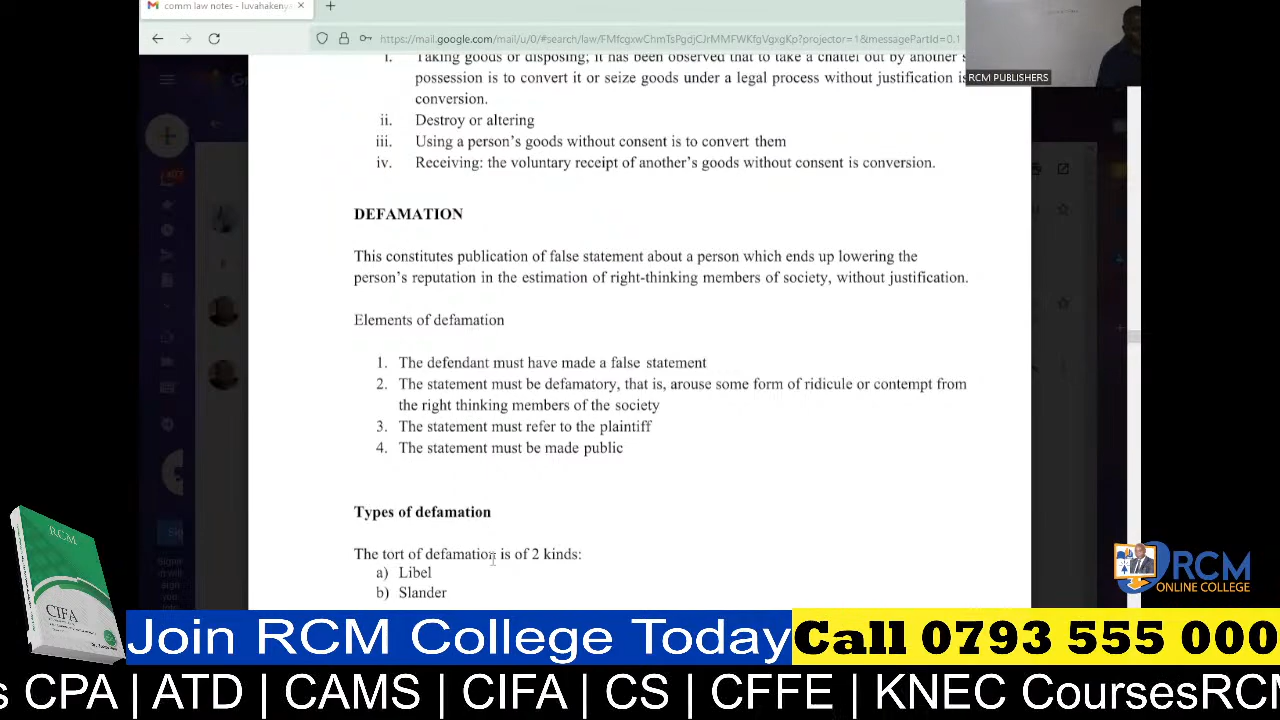 comm law notes - luvahakeny
https://mail.google.com/mail/u/0/#search/law/FMfcgxwChmTsPgdjCJrMMFWKfgVgxgKp?projector=1&messagePartId=0.1
RCM PUBLISHERS
i. Taking goods or disposing; it has been observed that to take a chattel out by another's
possession is to convert it or seize goods under a legal process without justification is
conversion.
ii. Destroy or altering
iii. Using a person's goods without consent is to convert them
iv. Receiving: the voluntary receipt of another's goods without consent is conversion.
DEFAMATION
This constitutes publication of false statement about a person which ends up lowering the
person's reputation in the estimation of right-thinking members of society, without justification.
Elements of defamation
1. The defendant must have made a false statement
2. The statement must be defamatory, that is, arouse some form of ridicule or contempt from
the right thinking members of the society
3. The statement must refer to the plaintiff
4. The statement must be made public
Types of defamation
The tort of defamation is of 2 kinds:
a) Libel
b) Slander
RCM
CIFA
RCM
ONLINE COLLEGE
Join RCM College Today
Call 0793 555 000
s CPA | ATD | CAMS | CIFA | CS | CFFE | KNEC CoursesRCM